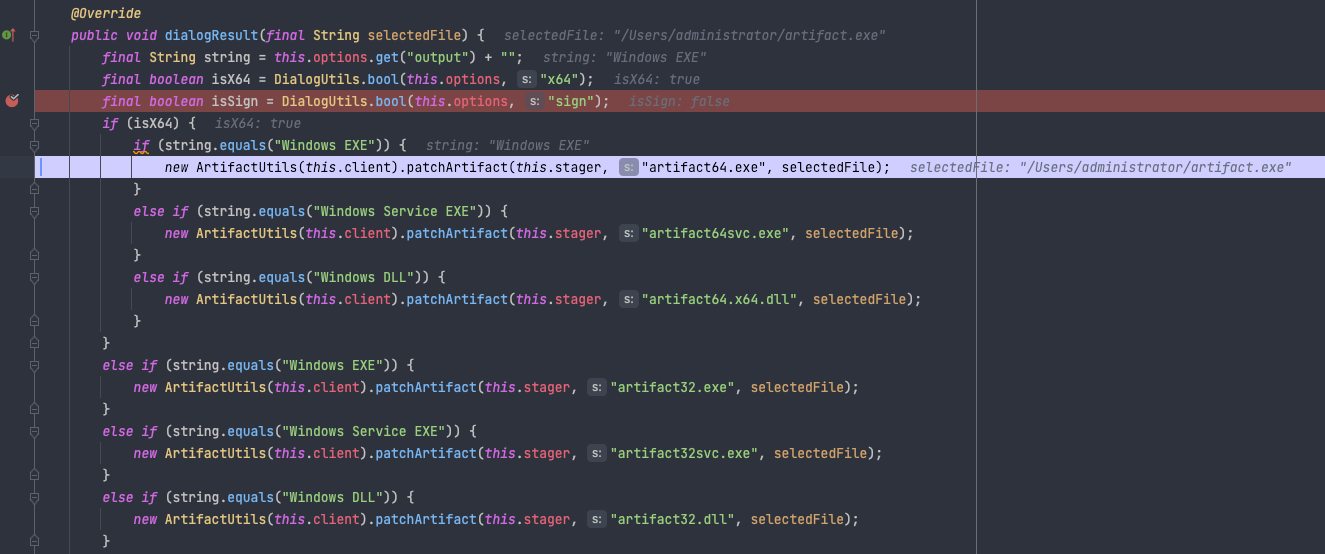 @Override
public void dialogResult(final String selectedFile) {   selectedFile: "/Users/administrator/artifact.exe"
    final String string = this.options.get("output") + "";   string: "Windows EXE"
    final boolean isX64 = DialogUtils.bool(this.options,  s: "x64");   isX64: true
    final boolean isSign = DialogUtils.bool(this.options,  s: "sign");   isSign: false
    if (isX64) {   isX64: true
        if (string.equals("Windows EXE")) {   string: "Windows EXE"
            new ArtifactUtils(this.client).patchArtifact(this.stager,  s: "artifact64.exe", selectedFile);   selectedFile: "/Users/administrator/artifact.exe"
        }
        else if (string.equals("Windows Service EXE")) {
            new ArtifactUtils(this.client).patchArtifact(this.stager,  s: "artifact64svc.exe", selectedFile);
        }
        else if (string.equals("Windows DLL")) {
            new ArtifactUtils(this.client).patchArtifact(this.stager,  s: "artifact64.x64.dll", selectedFile);
        }
    }
    else if (string.equals("Windows EXE")) {
        new ArtifactUtils(this.client).patchArtifact(this.stager,  s: "artifact32.exe", selectedFile);
    }
    else if (string.equals("Windows Service EXE")) {
        new ArtifactUtils(this.client).patchArtifact(this.stager,  s: "artifact32svc.exe", selectedFile);
    }
    else if (string.equals("Windows DLL")) {
        new ArtifactUtils(this.client).patchArtifact(this.stager,  s: "artifact32.dll", selectedFile);
    }